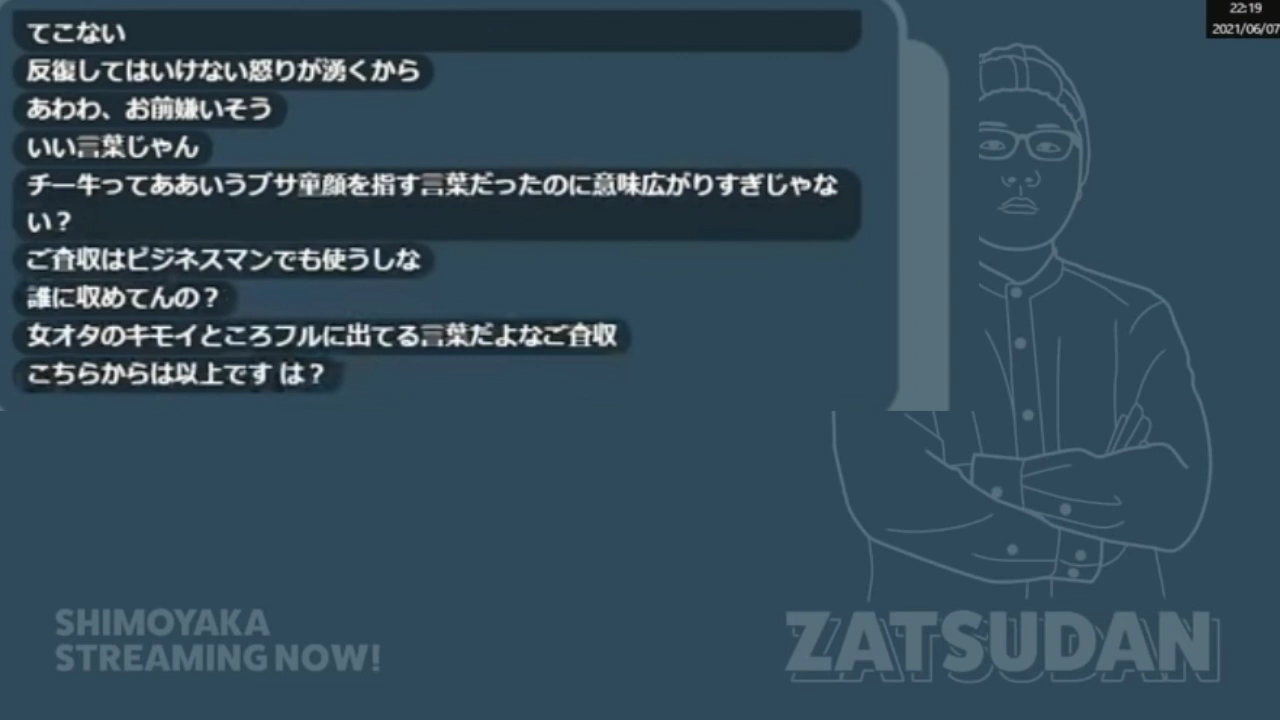 22:19
2021/06/07
てこない
反復してはいけない怒りが湧くから
あわわ、お前嫌いそう
いい言葉じゃん
チー牛ってああいうブサ童顔を指す言葉だったのに意味広がりすぎじゃな
い？
ご査収はビジネスマンでも使うしな
誰に収めてんの？
女オタのキモイところフルに出てる言葉だよなご査収
こちらからは以上です は？
SHIMOYAKA
STREAMING NOW!
ZATSUDAN